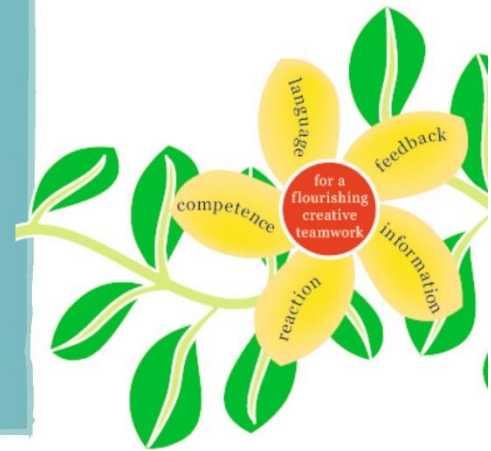 language
feedback
competence
for a
flourishing
creative
teamwork
information
reaction